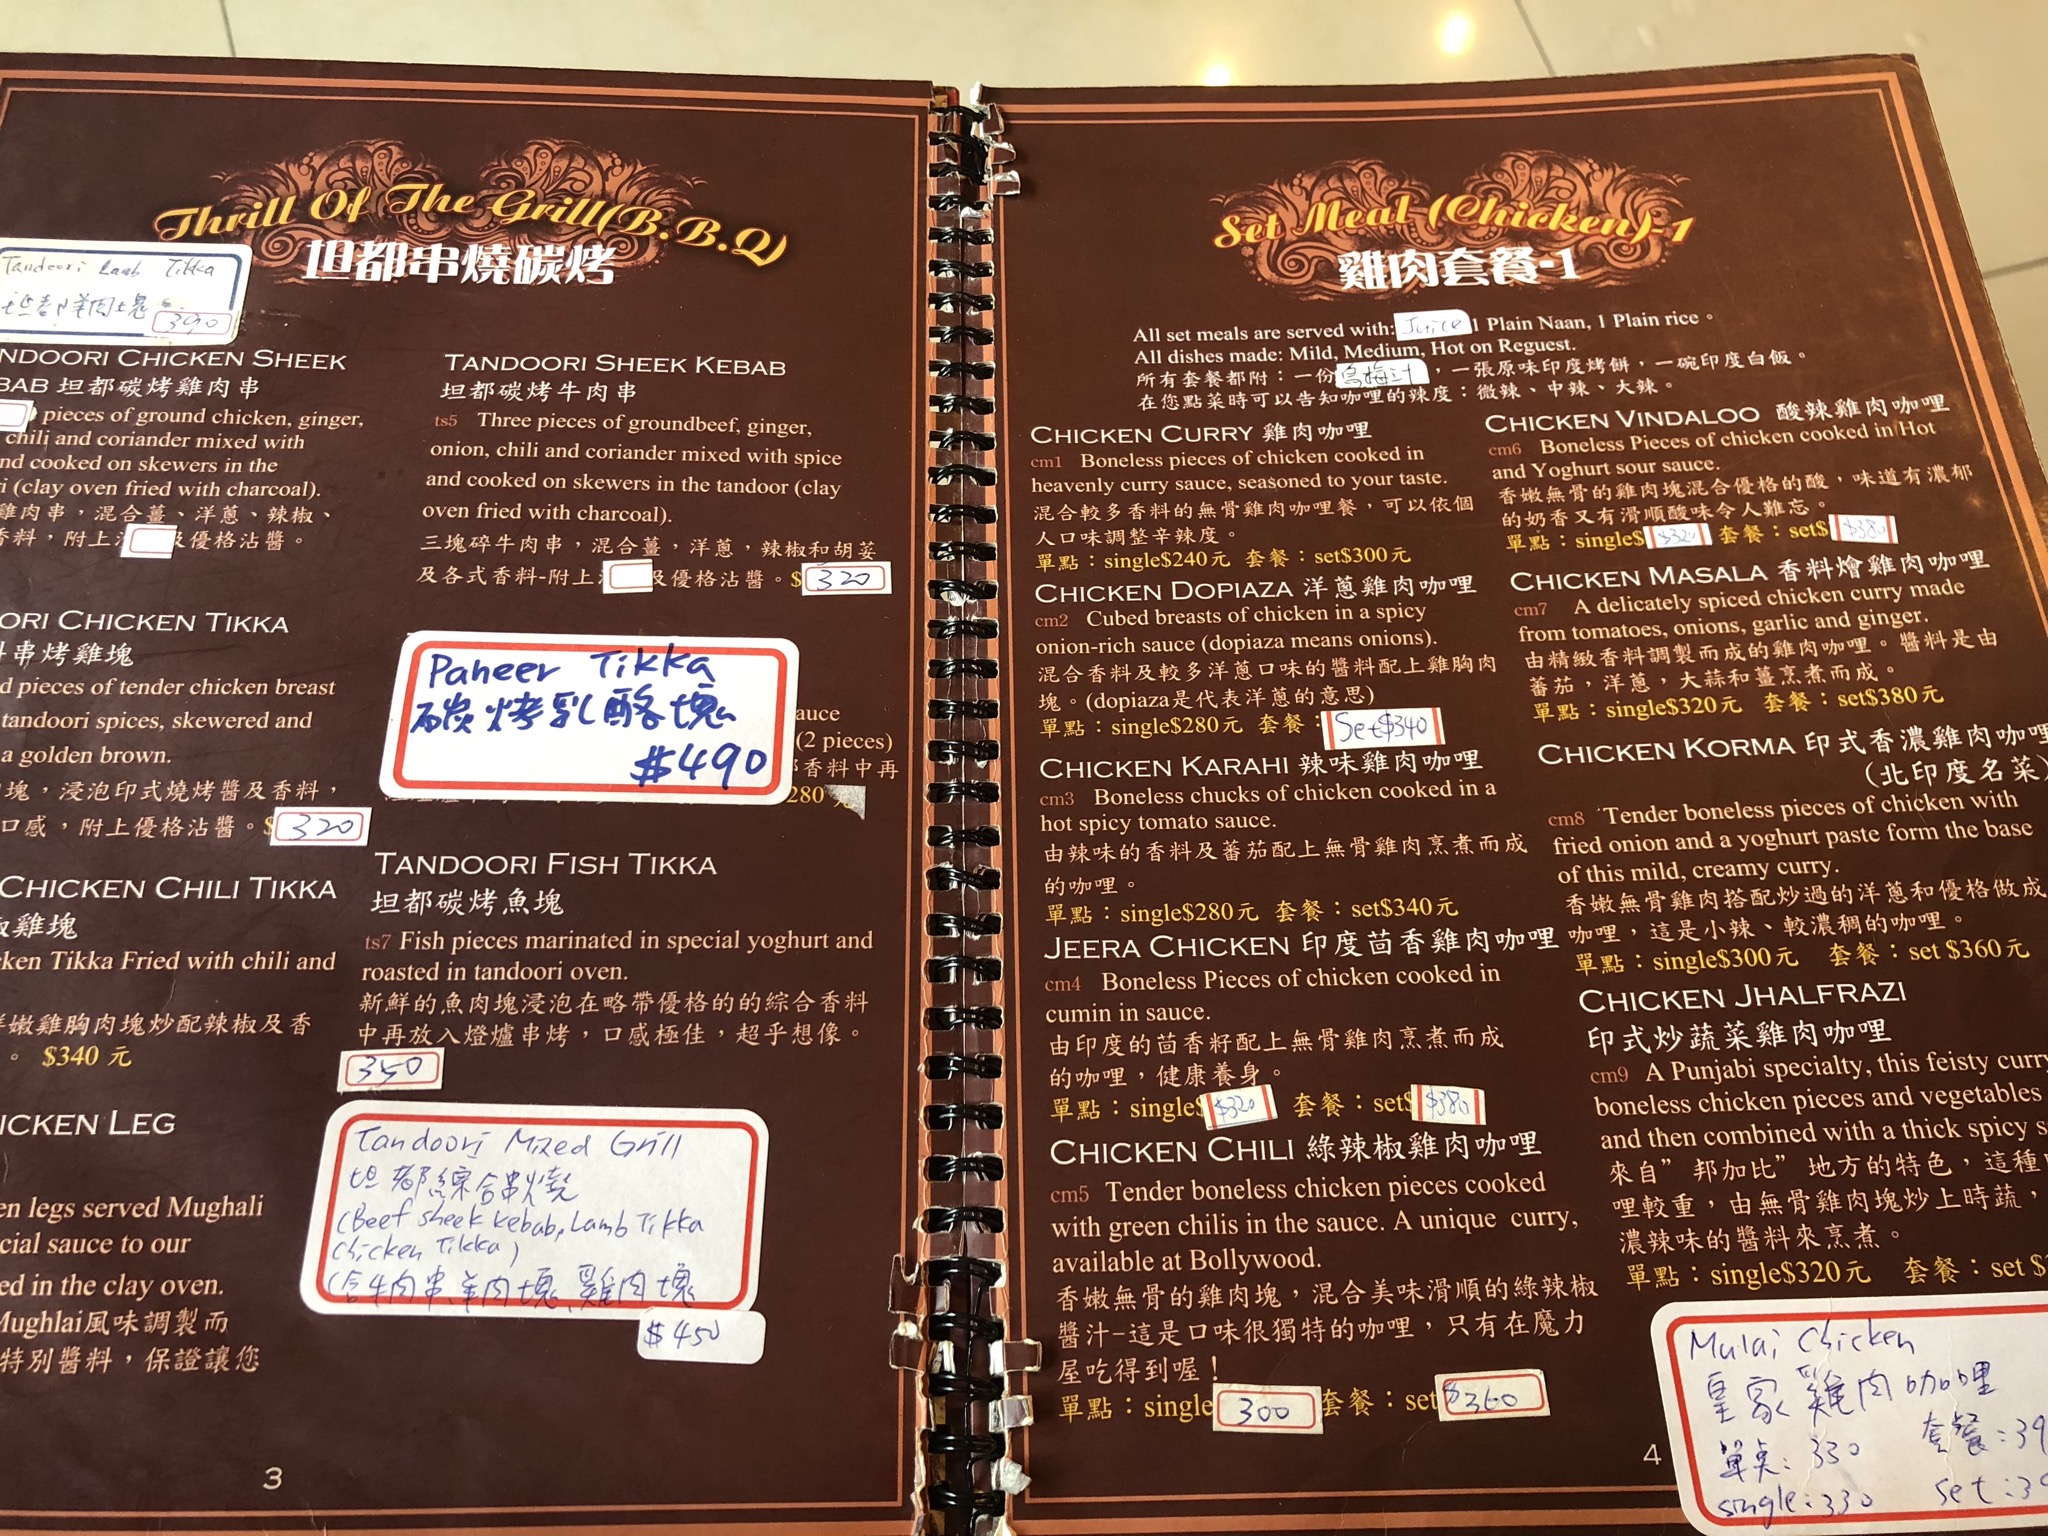 Thrill Of The Grill(B.B.Q)
坦都串燒碳烤
Tandoori Lamb Tikka
坦都羊肉塊 390
NDOORI CHICKEN SHEEK
BAB 坦都碳烤雞肉串
pieces of ground chicken, ginger,
chili and coriander mixed with
nd cooked on skewers in the
ri (clay oven fried with charcoal).
雞肉串，混合薑、洋蔥、辣椒、
香料，附上 及優格沾醬。
ORI CHICKEN TIKKA
串烤雞塊
d pieces of tender chicken breast
tandoori spices, skewered and
a golden brown.
塊，浸泡印式燒烤醬及香料，
口感，附上優格沾醬。$ 320
CHICKEN CHILI TIKKA
雞塊
cken Tikka Fried with chili and
嫩雞胸肉塊炒配辣椒及香
。 $340 元
ICKEN LEG
en legs served Mughali
cial sauce to our
ed in the clay oven.
Mughlai風味調製而
特別醬料，保證讓您
3
TANDOORI SHEEK KEBAB
坦都碳烤牛肉串
ts5 Three pieces of groundbeef, ginger,
onion, chili and coriander mixed with spice
and cooked on skewers in the tandoor (clay
oven fried with charcoal).
三塊碎牛肉串，混合薑，洋蔥，辣椒和胡荽
及各式香料-附上 及優格沾醬。$ 320
Paneer Tikka
碳烤乳酪塊
$490
auce
(2 pieces)
香料中再
280 元
TANDOORI FISH TIKKA
坦都碳烤魚塊
ts7 Fish pieces marinated in special yoghurt and
roasted in tandoori oven.
新鮮的魚肉塊浸泡在略帶優格的的綜合香料
中再放入燈爐串烤，口感極佳，超乎想像。
350
Tandoori Mixed Grill
坦都綜合串燒
(Beef sheek kebab, Lamb Tikka
Chicken Tikka)
(含牛肉串、羊肉塊、雞肉塊
$450
Set Meal (Chicken)-1
雞肉套餐-1
All set meals are served with: Juice 1 Plain Naan, 1 Plain rice。
All dishes made: Mild, Medium, Hot on Reguest.
所有套餐都附：一份烏梅汁，一張原味印度烤餅，一碗印度白飯。
在您點菜時可以告知咖哩的辣度：微辣、中辣、大辣。
CHICKEN CURRY 雞肉咖哩
cm1 Boneless pieces of chicken cooked in
heavenly curry sauce, seasoned to your taste.
混合較多香料的無骨雞肉咖哩餐，可以依個
人口味調整辛辣度。
單點：single$240元 套餐：set$300元
CHICKEN DOPIAZA 洋蔥雞肉咖哩
cm2 Cubed breasts of chicken in a spicy
onion-rich sauce (dopiaza means onions).
混合香料及較多洋蔥口味的醬料配上雞胸肉
塊。(dopiaza是代表洋蔥的意思)
單點：single$280元 套餐：Set$340
CHICKEN KARAHI 辣味雞肉咖哩
cm3 Boneless chucks of chicken cooked in a
hot spicy tomato sauce.
由辣味的香料及蕃茄配上無骨雞肉烹煮而成
的咖哩。
單點：single$280元 套餐：set$340元
JEERA CHICKEN 印度茴香雞肉咖哩
cm4 Boneless Pieces of chicken cooked in
cumin in sauce.
由印度的茴香籽配上無骨雞肉烹煮而成
的咖哩，健康養身。
單點：single$ $320 套餐：set$ $380
CHICKEN CHILI 綠辣椒雞肉咖哩
cm5 Tender boneless chicken pieces cooked
with green chilis in the sauce. A unique curry,
available at Bollywood.
香嫩無骨的雞肉塊，混合美味滑順的綠辣椒
醬汁-這是口味很獨特的咖哩，只有在魔力
屋吃得到喔！
單點：single 300 套餐：set $360
CHICKEN VINDALOO 酸辣雞肉咖哩
cm6 Boneless Pieces of chicken cooked in Hot
and Yoghurt sour sauce.
香嫩無骨的雞肉塊混合優格的酸，味道有濃郁
的奶香又有滑順酸味令人難忘。
單點：single$ $320 套餐：set$ $380
CHICKEN MASALA 香料燴雞肉咖哩
cm7 A delicately spiced chicken curry made
from tomatoes, onions, garlic and ginger.
由精緻香料調製而成的雞肉咖哩。醬料是由
蕃茄，洋蔥，大蒜和薑烹煮而成。
單點：single$320元 套餐：set$380元
CHICKEN KORMA 印式香濃雞肉咖哩
(北印度名菜)
cm8 Tender boneless pieces of chicken with
fried onion and a yoghurt paste form the base
of this mild, creamy curry.
香嫩無骨雞肉搭配炒過的洋蔥和優格做成
咖哩，這是小辣、較濃稠的咖哩。
單點：single$300元 套餐：set $360元
CHICKEN JHALFRAZI
印式炒蔬菜雞肉咖哩
cm9 A Punjabi specialty, this feisty curry
boneless chicken pieces and vegetables
and then combined with a thick spicy s
來自”邦加比”地方的特色，這種
哩較重，由無骨雞肉塊炒上時蔬，
濃辣味的醬料來烹煮。
單點：single$320元 套餐：set $
Mulai Chicken
皇家雞肉咖哩
單点：330 套餐：39
single：330 set：39
4